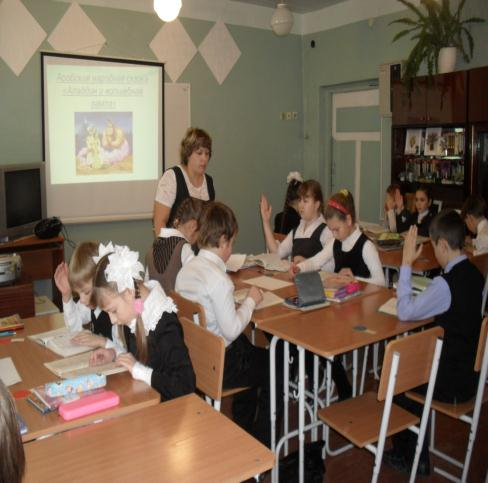 Арабская народная сказка
«Аладдин и волшебная
лампа»